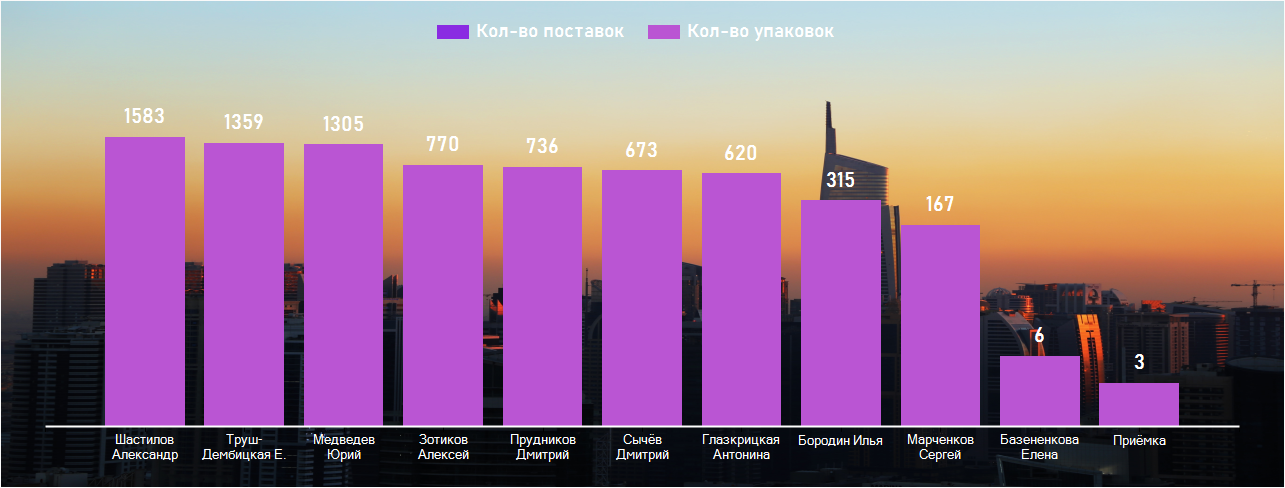 Кол-во поставок Кол-во упаковок
1583
1359
1305
770
736
673
620
315
167
6
3
Шастилов
Александр
Труш-
Дембицкая Е.
Медведев
Юрий
Зотиков
Алексей
Прудников
Дмитрий
Сычёв
Дмитрий
Глазкрицкая
Антонина
Бородин Илья
Марченков
Сергей
Базененкова
Елена
Приёмка